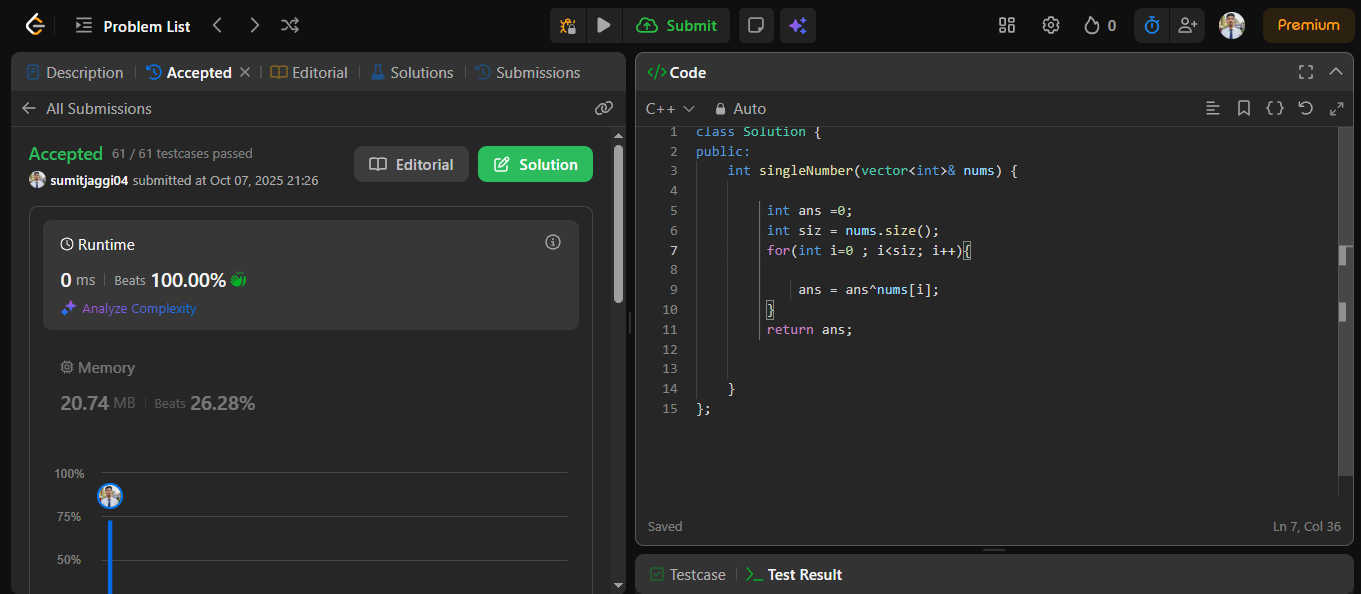 Problem List
Submit
0
Premium
Description
Accepted
Editorial
Solutions
Submissions
All Submissions
Accepted 61 / 61 testcases passed
sumitjaggi04 submitted at Oct 07, 2025 21:26
Editorial
Solution
Runtime
0 ms Beats 100.00%
Analyze Complexity
Memory
20.74 MB Beats 26.28%
100%
75%
50%
</> Code
C++ Auto
1 class Solution {
2 public:
3 int singleNumber(vector<int>& nums) {
4
5 int ans =0;
6 int siz = nums.size();
7 for(int i=0 ; i<siz; i++){
8
9 ans = ans^nums[i];
10 }
11 return ans;
12
13
14 }
15 };
Saved
Ln 7, Col 36
Testcase
Test Result